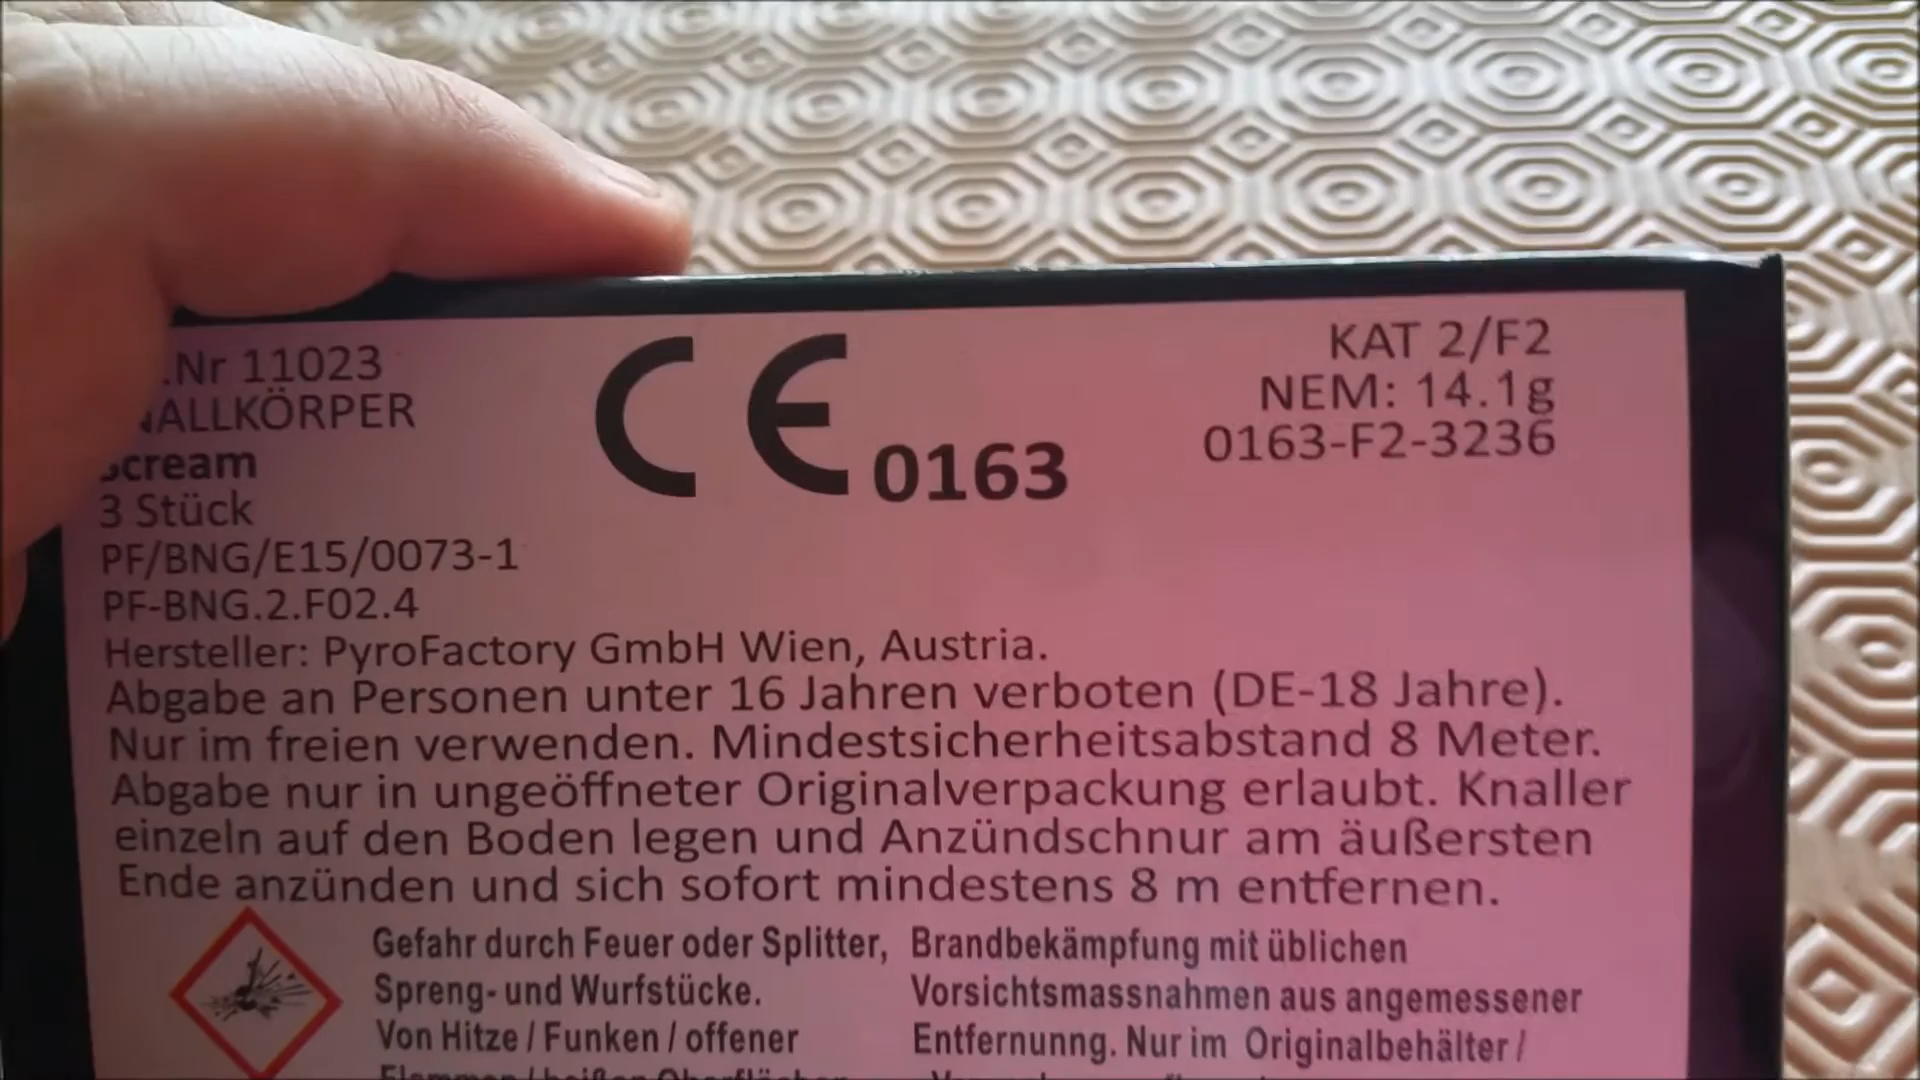 .Nr 11023
ALLKÖRPER
Scream
3 Stück
PF/BNG/E15/0073-1
PF-BNG.2.F02.4
CE 0163
KAT 2/F2
NEM: 14.1g
0163-F2-3236
Hersteller: PyroFactory GmbH Wien, Austria.
Abgabe an Personen unter 16 Jahren verboten (DE-18 Jahre).
Nur im freien verwenden. Mindestsicherheitsabstand 8 Meter.
Abgabe nur in ungeöffneter Originalverpackung erlaubt. Knaller
einzeln auf den Boden legen und Anzündschnur am äußersten
Ende anzünden und sich sofort mindestens 8 m entfernen.
Gefahr durch Feuer oder Splitter,
Spreng- und Wurfstücke.
Von Hitze / Funken / offener
Brandbekämpfung mit üblichen
Vorsichtsmassnahmen aus angemessener
Entfernunng. Nur im Originalbehälter /